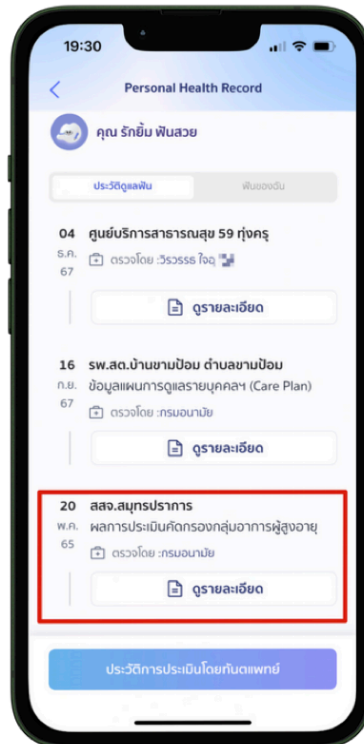 19:30
Personal Health Record
คุณ รักยิ้ม ฟันสวย
ประวัติดูแลฟัน
ฟันของฉัน
04 ศูนย์บริการสาธารณสุข 59 ทุ่งครุ
ธ.ค.
67
ตรวจโดย :วิรวรรธ ใจดุ
ดูรายละเอียด
16 รพ.สต.บ้านขามป้อม ตำบลขามป้อม
ก.ย. ข้อมูลแผนการดูแลรายบุคคลฯ (Care Plan)
67
ตรวจโดย :กรมอนามัย
ดูรายละเอียด
20 สสจ.สมุทรปราการ
พ.ค. ผลการประเมินคัดกรองกลุ่มอาการผู้สูงอายุ
65
ตรวจโดย :กรมอนามัย
ดูรายละเอียด
ประวัติการประเมินโดยทันตแพทย์